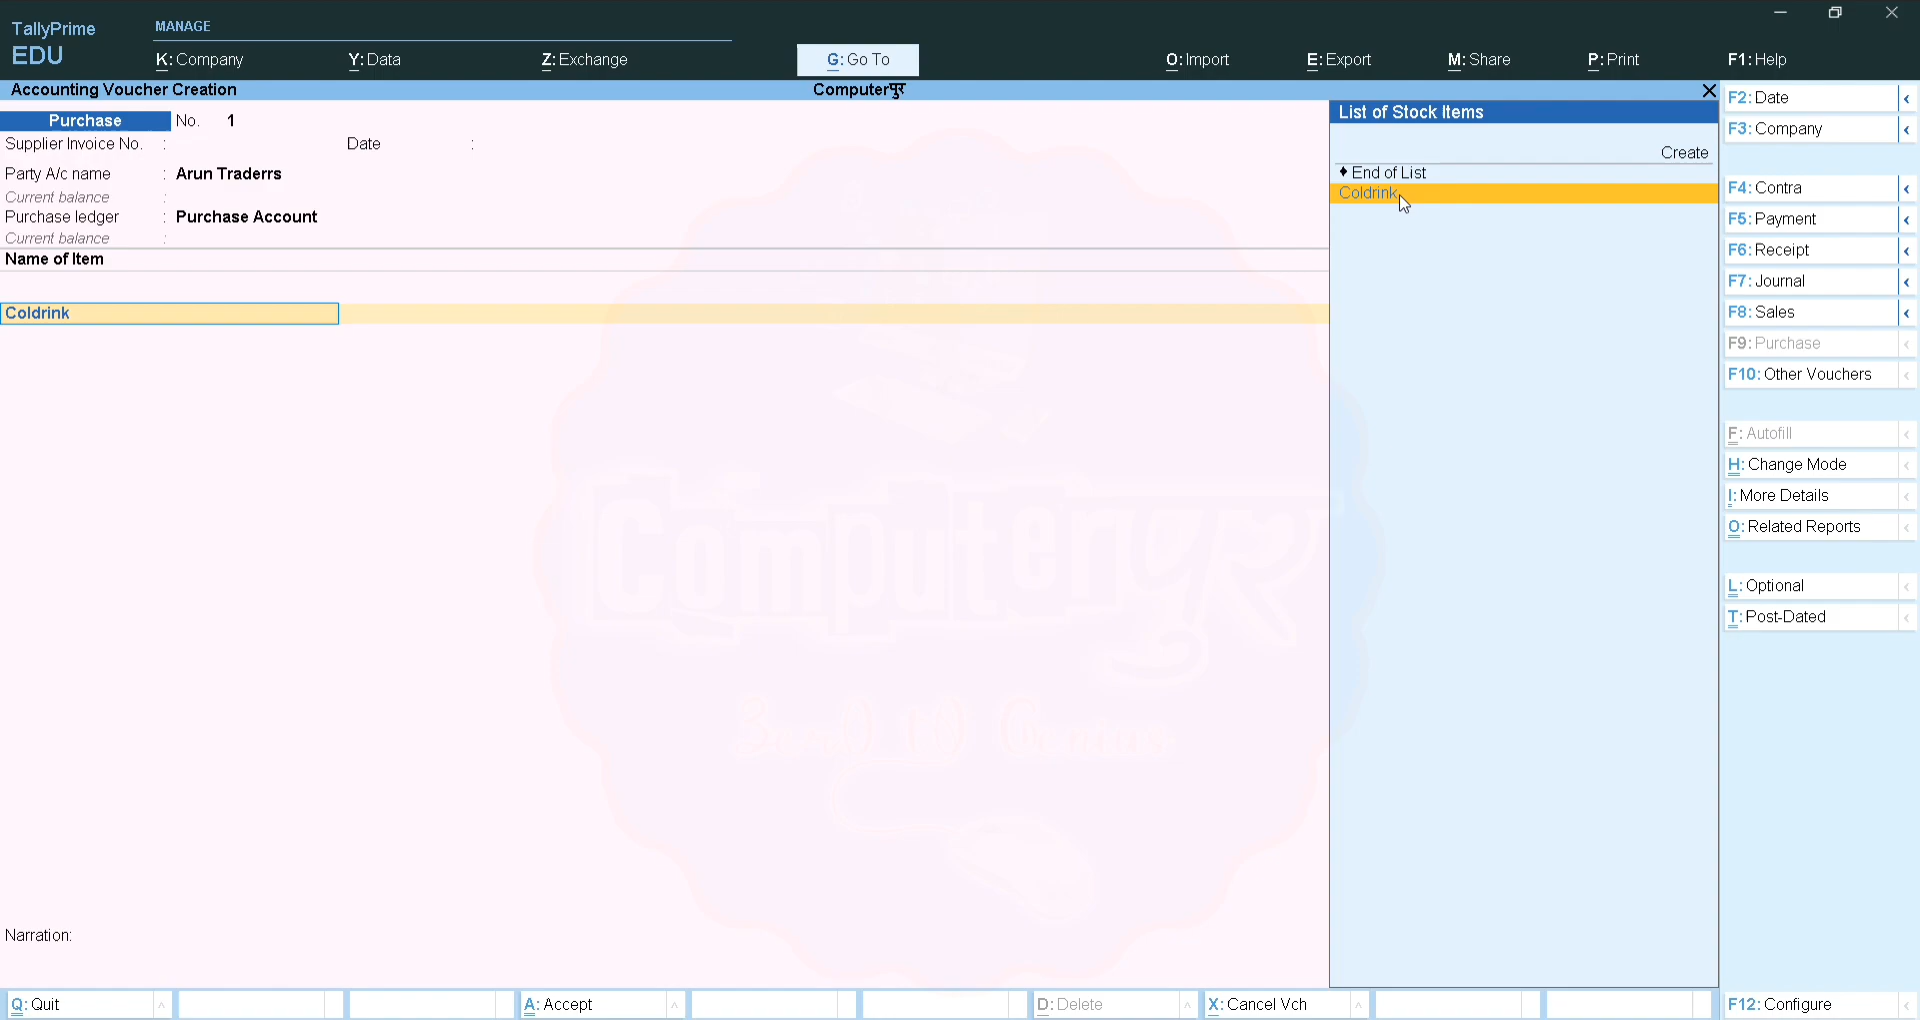 TallyPrime
EDU
MANAGE
K: Company
Y: Data
Z: Exchange
G: Go To
O: Import
E: Export
M: Share
P: Print
F1: Help
Accounting Voucher Creation
Computerपुर
Purchase
No. 1
Supplier Invoice No. :
Date :
Party A/c name : Arun Traderrs
Current balance :
Purchase ledger : Purchase Account
Current balance :
Name of Item
Coldrink
Computerपुर
Narration:
List of Stock Items
Create
♦ End of List
Coldrink
F2: Date
F3: Company
F4: Contra
F5: Payment
F6: Receipt
F7: Journal
F8: Sales
F9: Purchase
F10: Other Vouchers
F: Autofill
H: Change Mode
I: More Details
O: Related Reports
L: Optional
T: Post-Dated
Q: Quit
A: Accept
D: Delete
X: Cancel Vch
F12: Configure